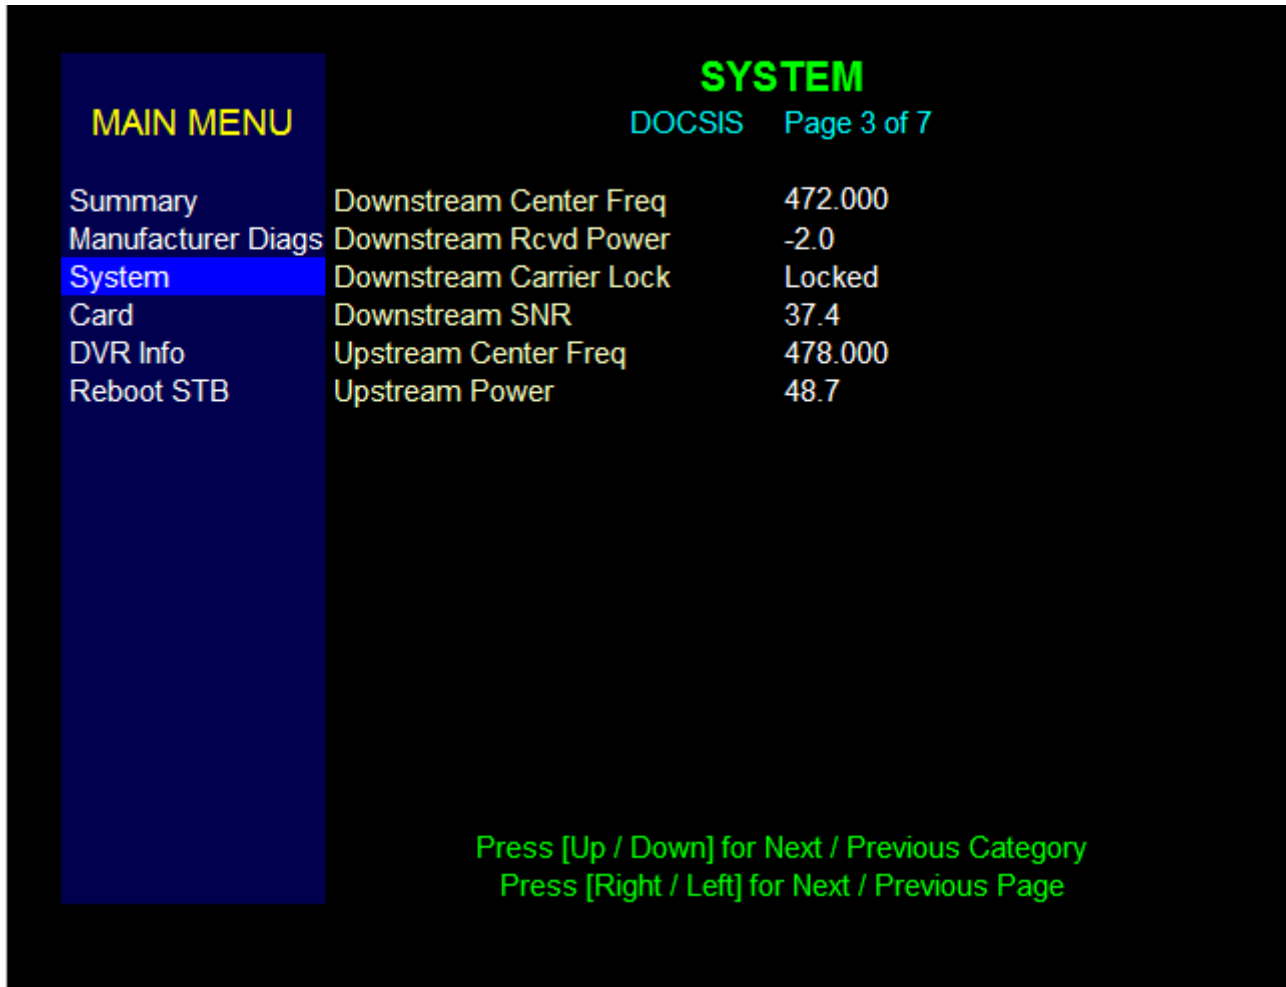 SYSTEM
MAIN MENU
DOCSIS Page 3 of 7
Summary
Manufacturer Diags
System
Card
DVR Info
Reboot STB
Downstream Center Freq 472.000
Downstream Rcvd Power -2.0
Downstream Carrier Lock Locked
Downstream SNR 37.4
Upstream Center Freq 478.000
Upstream Power 48.7
Press [Up / Down] for Next / Previous Category
Press [Right / Left] for Next / Previous Page